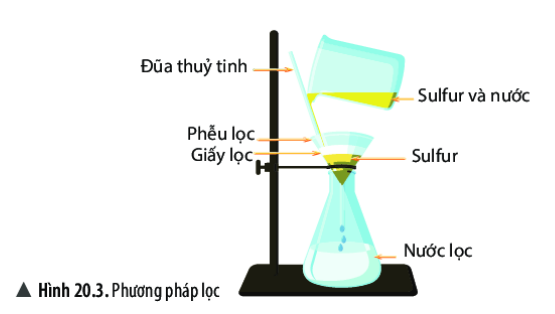 Đũa thuỷ tinh
Sulfur và nước
Phễu lọc
Giấy lọc
Sulfur
Nước lọc
▲ Hình 20.3. Phương pháp lọc